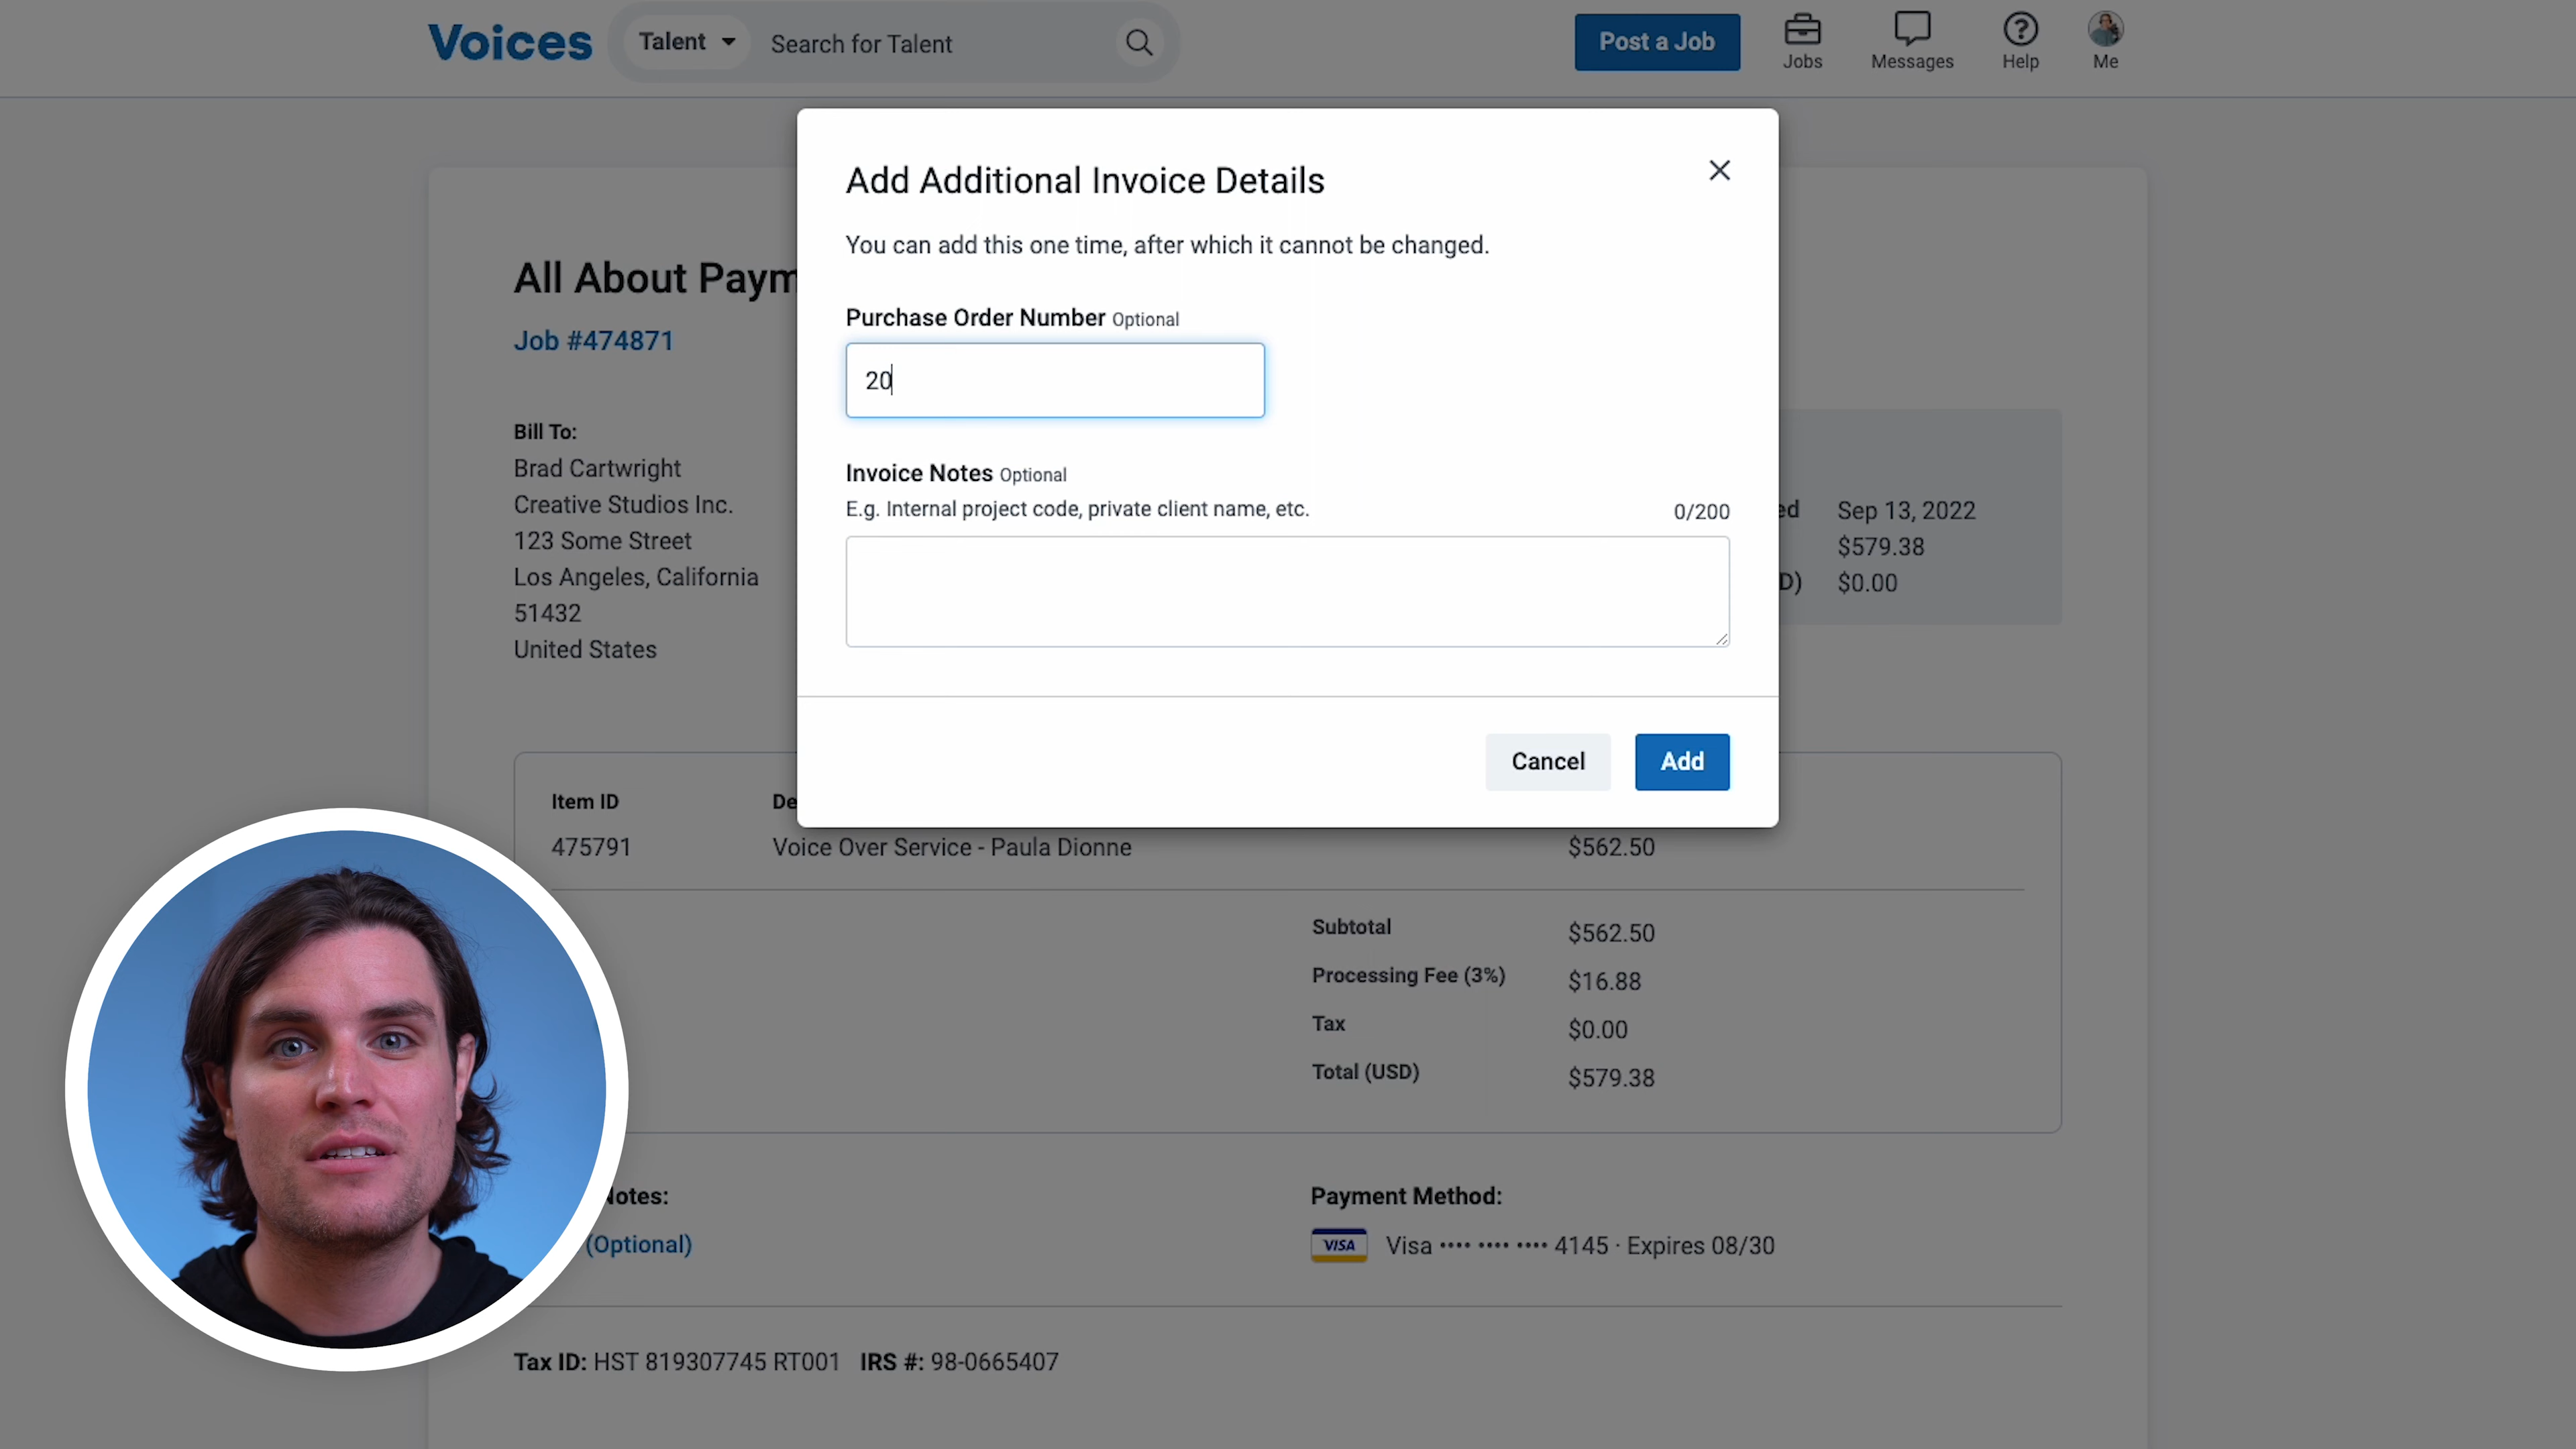 Voices
Talent
Search for Talent
Post a Job
Jobs
Messages
Help
Me
Add Additional Invoice Details
You can add this one time, after which it cannot be changed.
Purchase Order Number Optional
20
Invoice Notes Optional
E.g. Internal project code, private client name, etc.
0/200
Cancel
Add
All About Paym
Job #474871
Bill To:
Brad Cartwright
Creative Studios Inc.
123 Some Street
Los Angeles, California
51432
United States
ed Sep 13, 2022
$579.38
D) $0.00
Item ID
De
475791 Voice Over Service - Paula Dionne $562.50
Subtotal $562.50
Processing Fee (3%) $16.88
Tax $0.00
Total (USD) $579.38
Notes:
(Optional)
Payment Method:
VISA
Visa •••• •••• •••• 4145 · Expires 08/30
Tax ID: HST 819307745 RT001 IRS #: 98-0665407